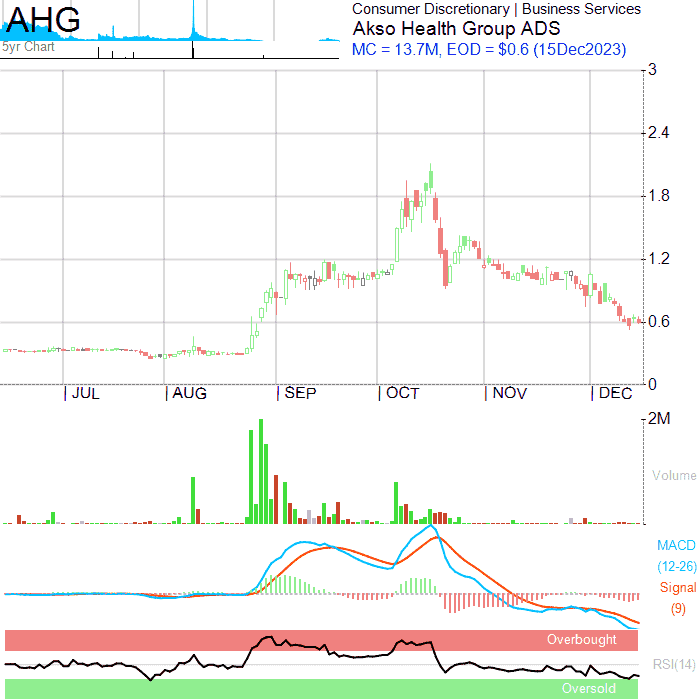 AHG
5yr Chart
Consumer Discretionary | Business Services
Akso Health Group ADS
MC = 13.7M, EOD = $0.6 (15Dec2023)
3
2.4
1.8
1.2
0.6
0
JUL
AUG
SEP
OCT
NOV
DEC
2M
Volume
MACD
(12-26)
Signal
(9)
Overbought
RSI(14)
Oversold